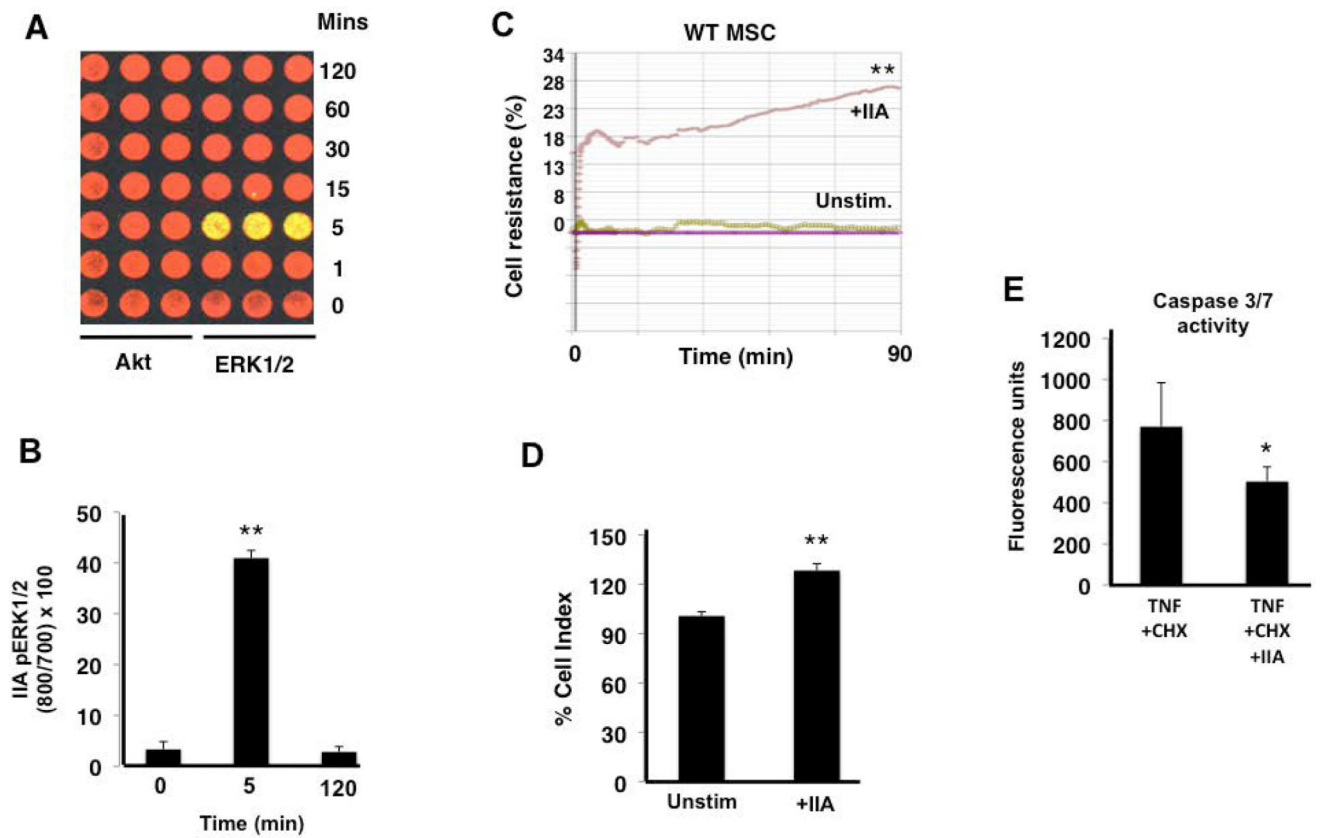 A
Mins
120
60
30
15
5
1
0
Akt
ERK1/2
B
IIA pERK1/2
(800/700) x 100
50
40
30
20
10
0
**
0
5
120
Time (min)
C
WT MSC
Cell resistance (%)
34
28
23
18
13
8
0
**
+IIA
Unstim.
0
Time (min)
90
D
% Cell Index
150
120
90
60
30
0
**
Unstim
+IIA
E
Caspase 3/7
activity
Fluorescence units
1200
1000
800
600
400
200
0
*
TNF
+CHX
TNF
+CHX
+IIA